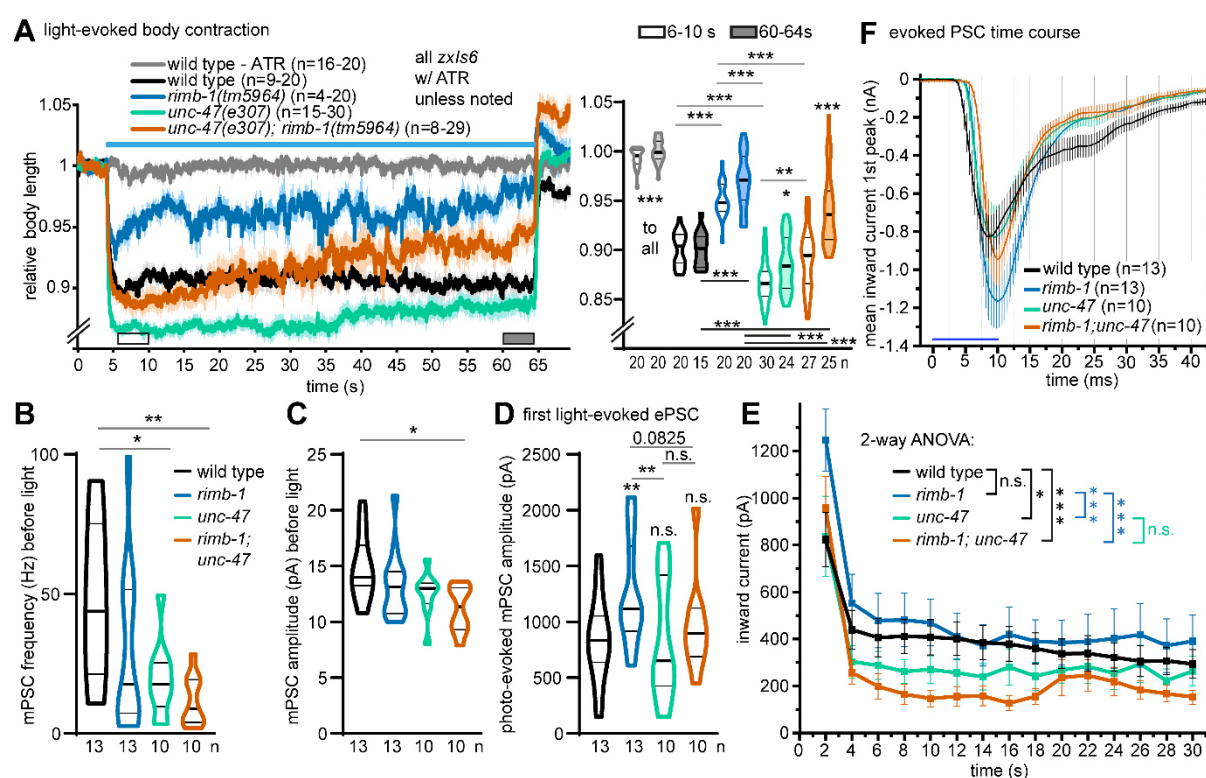 A light-evoked body contraction
wild type - ATR (n=16-20)
wild type (n=9-20)
rimb-1(tm5964) (n=4-20)
unc-47(e307) (n=15-30)
unc-47(e307); rimb-1(tm5964) (n=8-29)
all zxIs6
w/ ATR
unless noted
relative body length
1.05
1
0.95
0.9
0 5 10 15 20 25 30 35 40 45 50 55 60 65
time (s)
6-10 s 60-64s
1.05
1.00
0.95
0.90
0.85
***
to
all
***
***
***
***
***
***
**
*
***
***
***
***
20 20 20 15 20 20 30 24 27 25 n
F evoked PSC time course
mean inward current 1st peak (nA)
0
-0.2
-0.4
-0.6
-0.8
-1.0
-1.2
-1.4
wild type (n=13)
rimb-1 (n=13)
unc-47 (n=10)
rimb-1;unc-47 (n=10)
0 5 10 15 20 25 30 35 40
time (ms)
B
mPSC frequency (Hz) before light
100
50
0
**
*
wild type
rimb-1
unc-47
rimb-1;
unc-47
13 13 10 10 n
C
mPSC amplitude (pA) before light
25
20
15
10
5
0
*
13 13 10 10 n
D first light-evoked ePSC
photo-evoked mPSC amplitude (pA)
2500
2000
1500
1000
500
0
0.0825
n.s.
**
**
n.s.
n.s.
13 13 10 10 n
E
2-way ANOVA:
wild type
rimb-1
unc-47
rimb-1; unc-47
n.s.
*
***
***
***
n.s.
inward current (pA)
1200
1000
800
600
400
200
0
0 2 4 6 8 10 12 14 16 18 20 22 24 26 28 30
time (s)